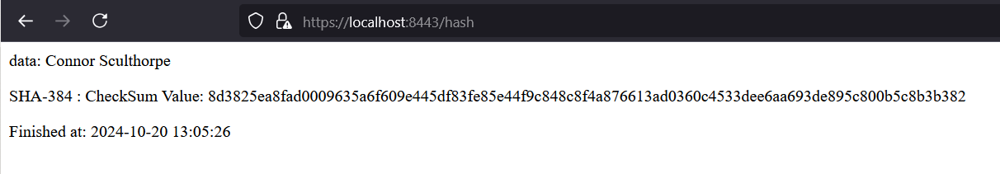 https://localhost:8443/hash
data: Connor Sculthorpe
SHA-384 : CheckSum Value: 8d3825ea8fad0009635a6f609e445df83fe85e44f9c848c8f4a876613ad0360c4533dee6aa693de895c800b5c8b3b382
Finished at: 2024-10-20 13:05:26